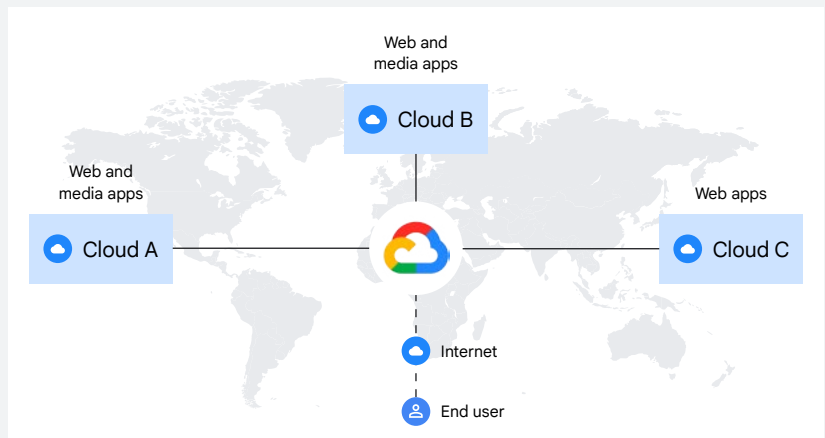 Web and
media apps
Cloud B
Web and
media apps
Cloud A
Web apps
Cloud C
Internet
End user